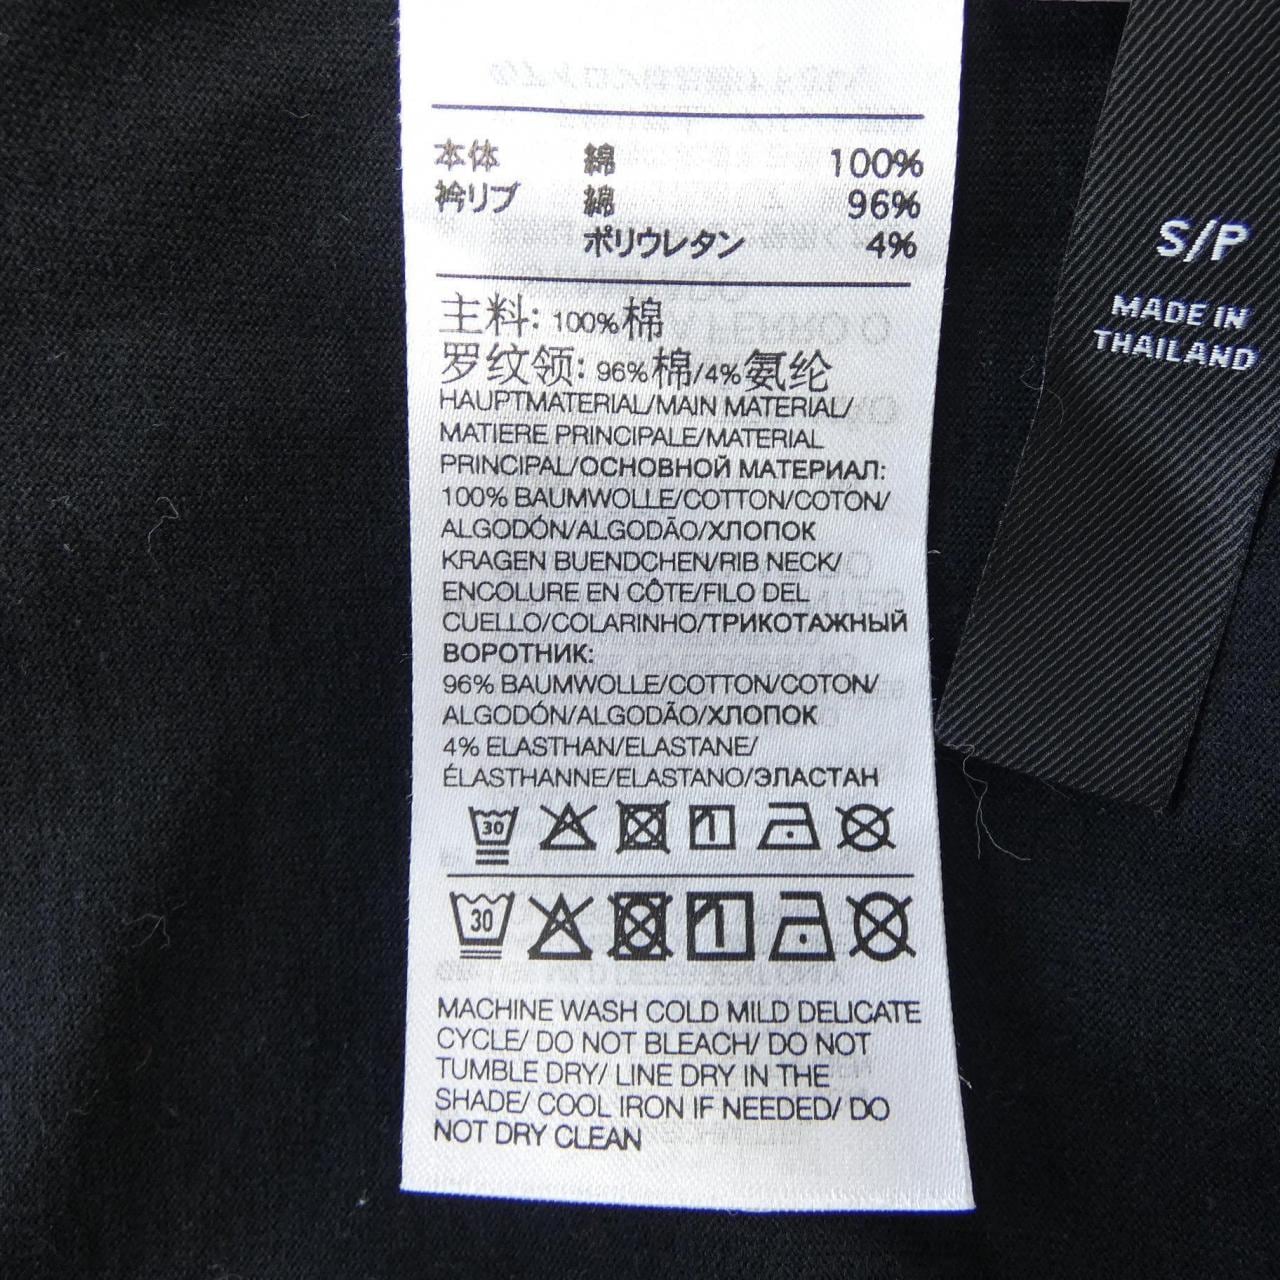 本体 綿 100%
衿リブ 綿 96%
ポリウレタン 4%
主料: 100%棉
罗纹领: 96%棉/4%氨纶
HAUPTMATERIAL/MAIN MATERIAL/
MATIERE PRINCIPALE/MATERIAL
PRINCIPAL/ОСНОВНОЙ МАТЕРИАЛ:
100% BAUMWOLLE/COTTON/COTON/
ALGODÓN/ALGODÃO/ХЛОПОК
KRAGEN BUENDCHEN/RIB NECK/
ENCOLURE EN CÔTE/FILO DEL
CUELLO/COLARINHO/ТРИКОТАЖНЫЙ
ВОРОТНИК:
96% BAUMWOLLE/COTTON/COTON/
ALGODÓN/ALGODÃO/ХЛОПОК
4% ELASTHAN/ELASTANE/
ÉLASTHANNE/ELASTANO/ЭЛАСТАН
30
30
MACHINE WASH COLD MILD DELICATE
CYCLE/ DO NOT BLEACH/ DO NOT
TUMBLE DRY/ LINE DRY IN THE
SHADE/ COOL IRON IF NEEDED/ DO
NOT DRY CLEAN
S/P
MADE IN
THAILAND